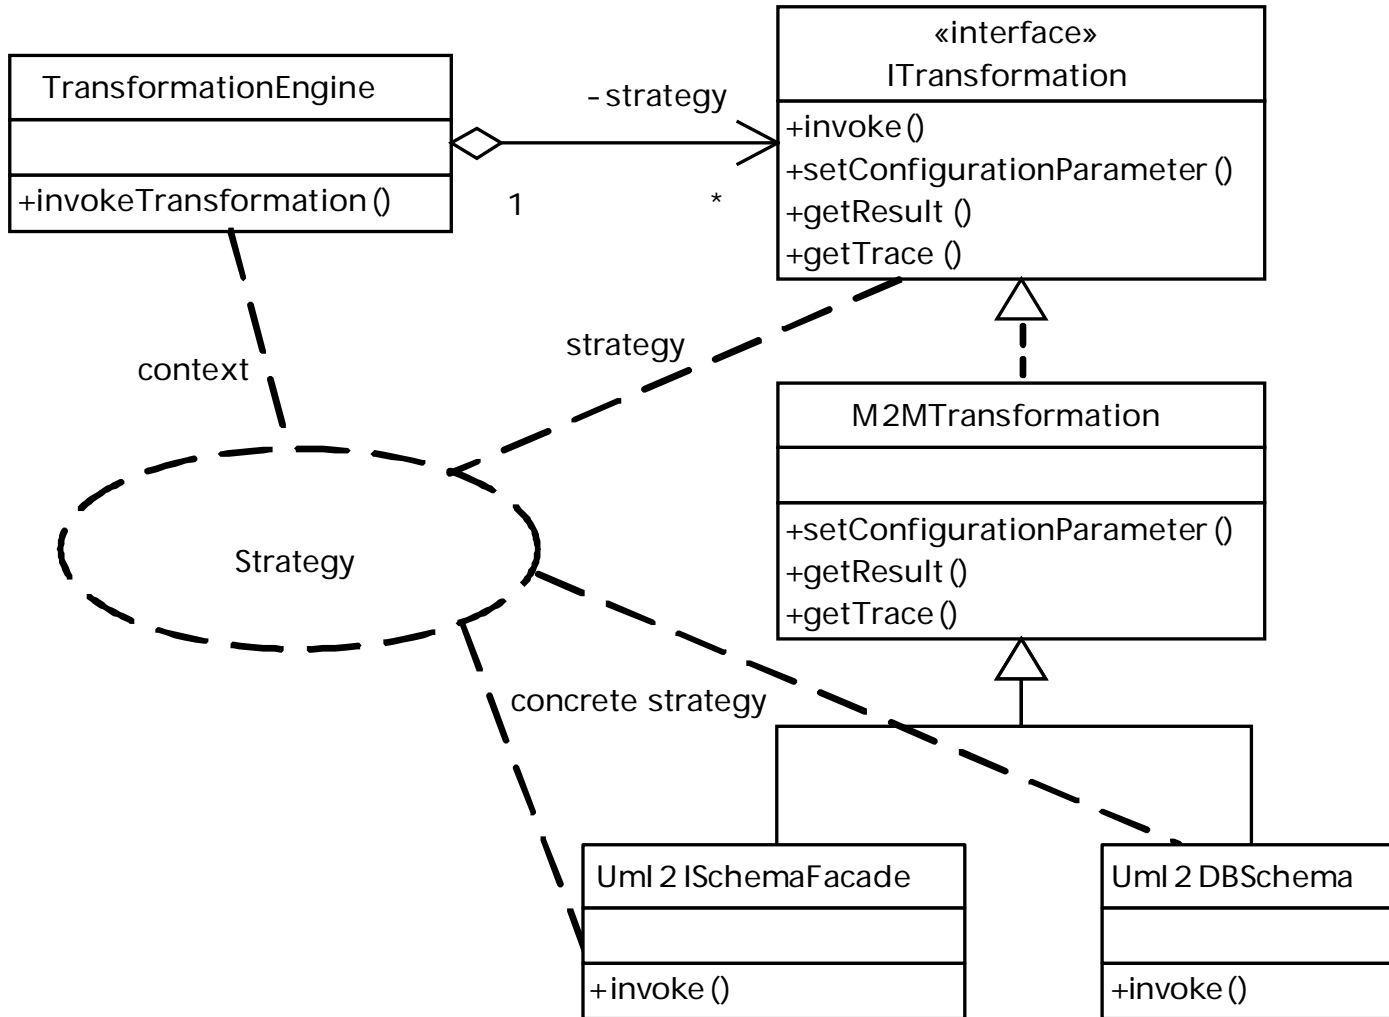 TransformationEngine
+invokeTransformation()
-strategy
1
*
«interface»
ITransformation
+invoke()
+setConfigurationParameter()
+getResult()
+getTrace()
context
strategy
Strategy
M2MTransformation
+setConfigurationParameter()
+getResult()
+getTrace()
concrete strategy
Uml2ISchemaFacade
+invoke()
Uml2DBSchema
+invoke()